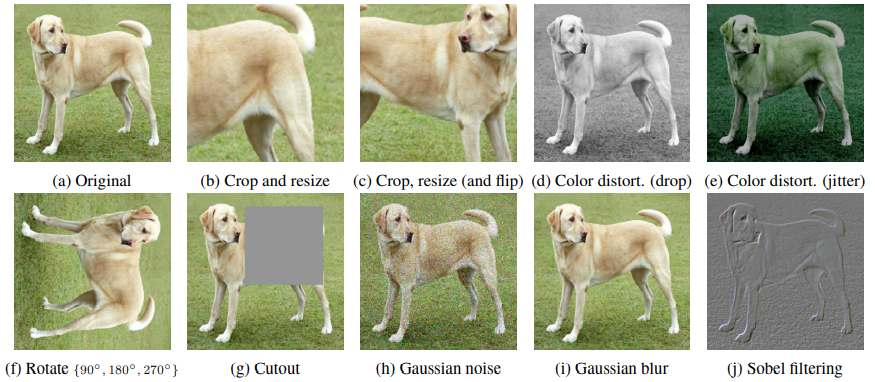 (a) Original
(b) Crop and resize
(c) Crop, resize (and flip)
(d) Color distort. (drop)
(e) Color distort. (jitter)
(f) Rotate {90°, 180°, 270°}
(g) Cutout
(h) Gaussian noise
(i) Gaussian blur
(j) Sobel filtering